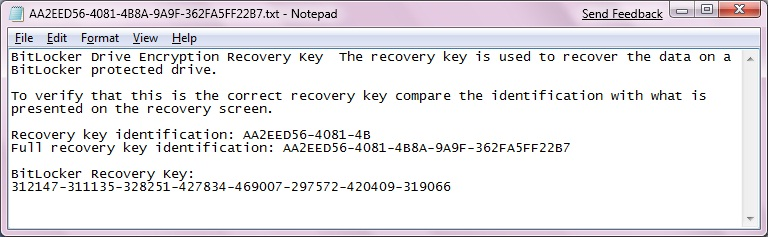 AA2EED56-4081-4B8A-9A9F-362FA5FF22B7.txt - Notepad
Send Feedback
File Edit Format View Help
BitLocker Drive Encryption Recovery Key  The recovery key is used to recover the data on a
BitLocker protected drive.
To verify that this is the correct recovery key compare the identification with what is
presented on the recovery screen.
Recovery key identification: AA2EED56-4081-4B
Full recovery key identification: AA2EED56-4081-4B8A-9A9F-362FA5FF22B7
BitLocker Recovery Key:
312147-311135-328251-427834-469007-297572-420409-319066